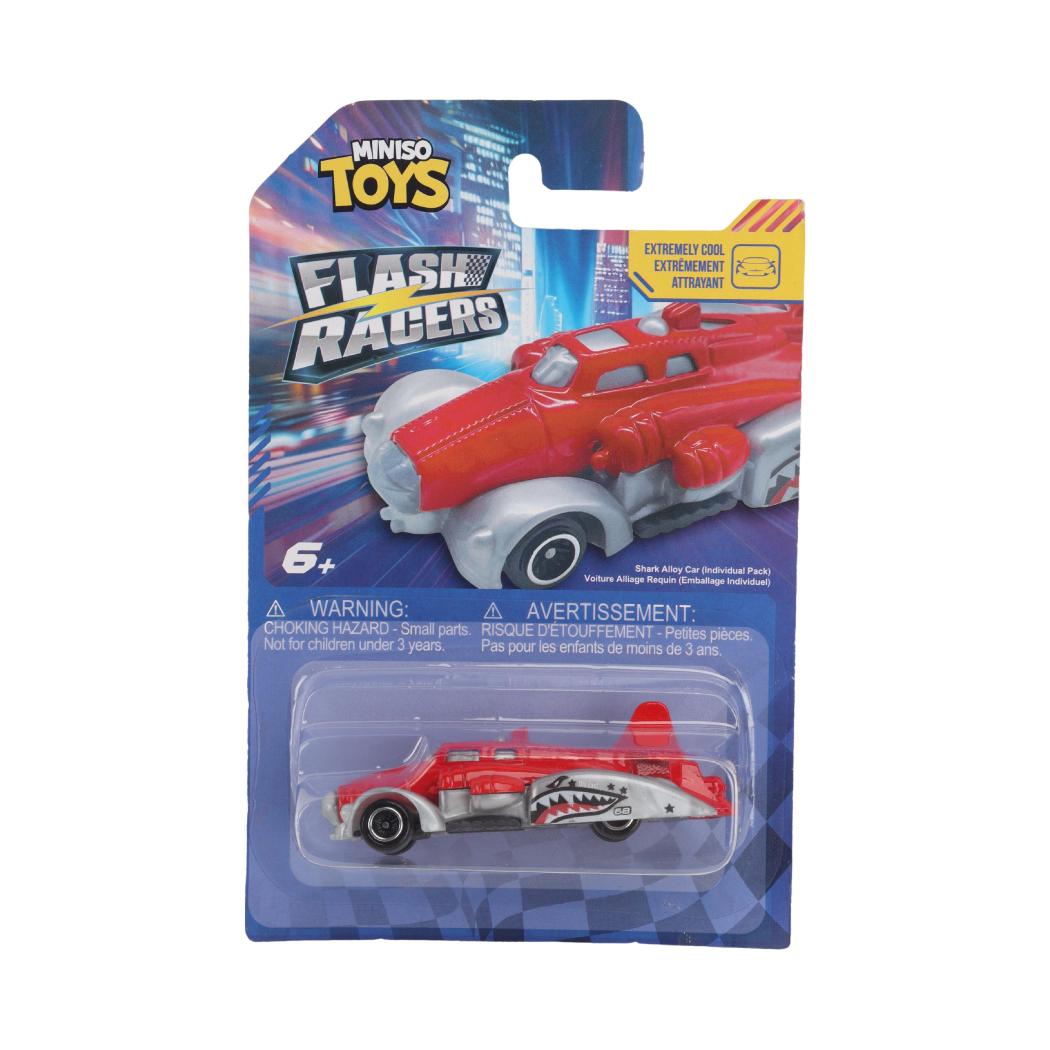 MINISO
TOYS
FLASH
RACERS
EXTREMELY COOL
EXTRÊMEMENT
ATTRAYANT
6+
Shark Alloy Car (Individual Pack)
Voiture Alliage Requin (Emballage Individuel)
⚠ WARNING:
CHOKING HAZARD - Small parts.
Not for children under 3 years.
⚠ AVERTISSEMENT:
RISQUE D'ÉTOUFFEMENT - Petites pièces.
Pas pour les enfants de moins de 3 ans.
68